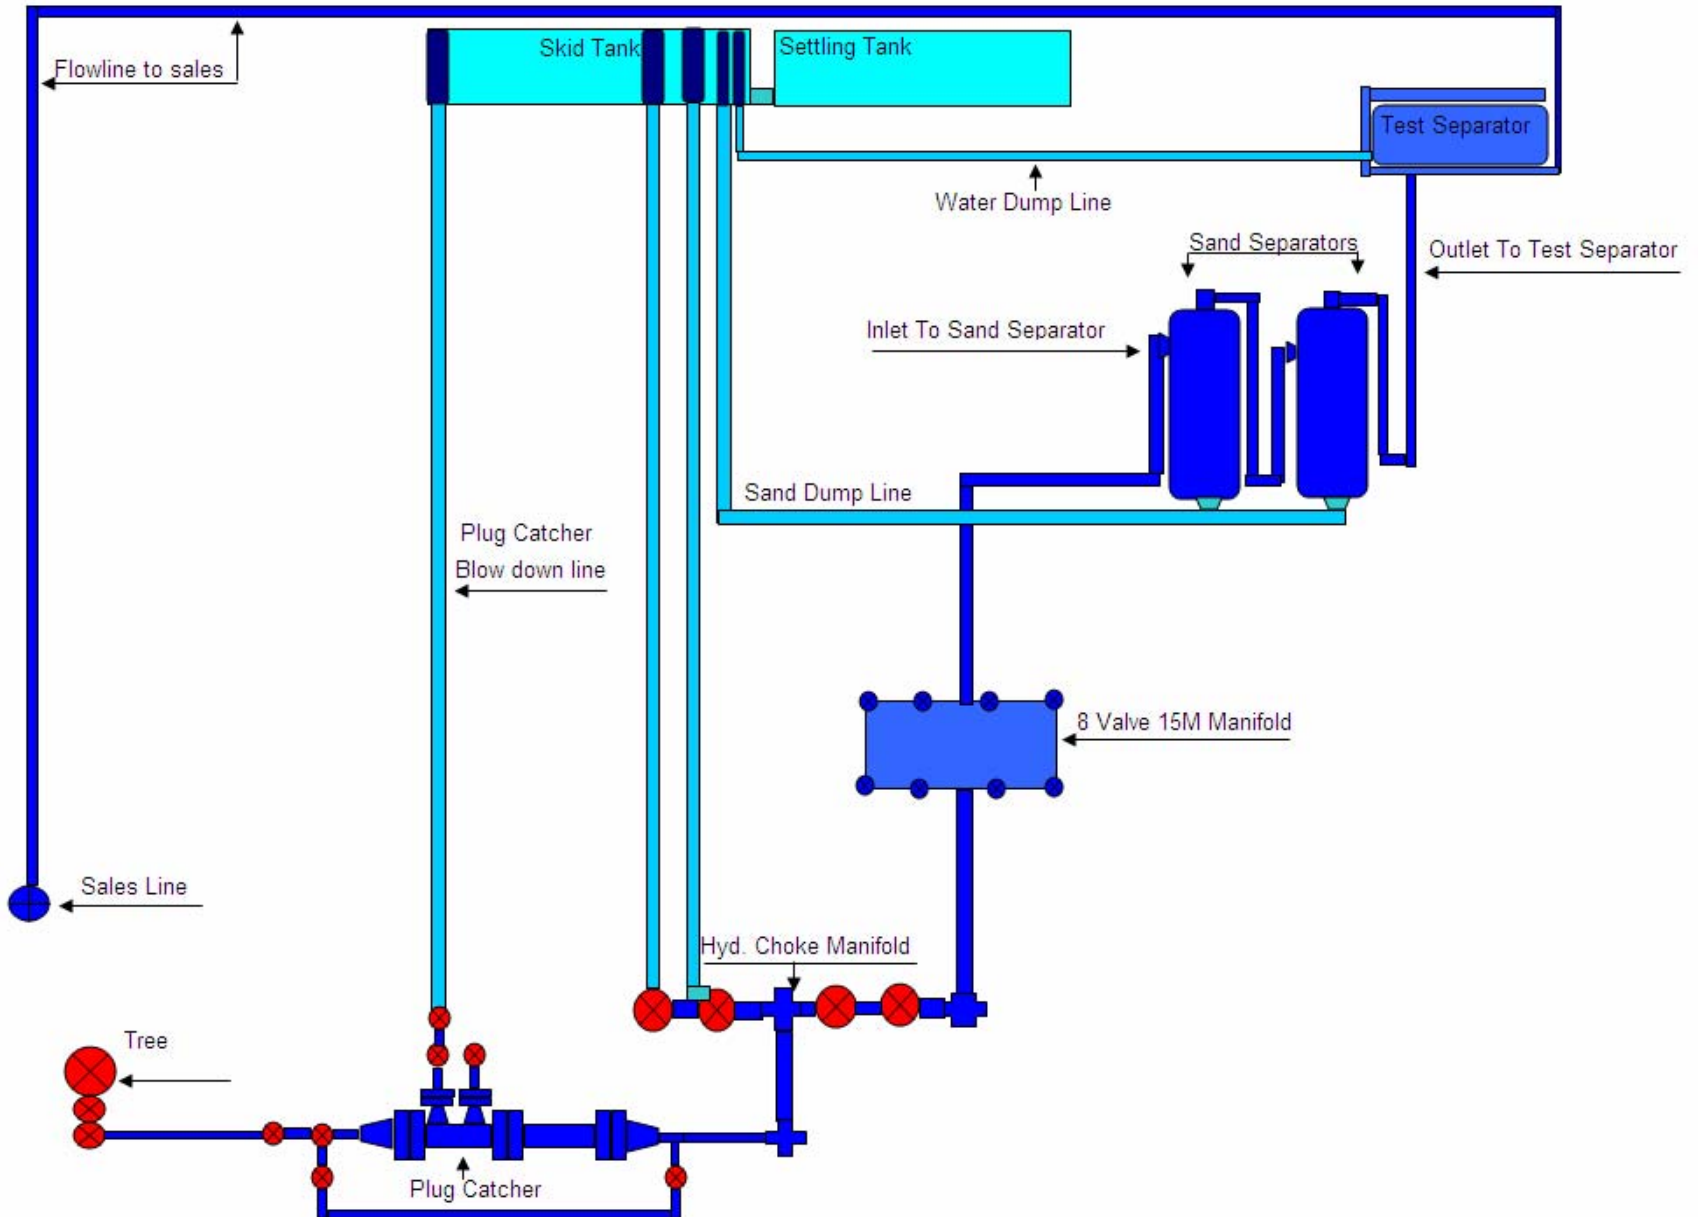 Skid Tank
Settling Tank
Flowline to sales
Test Separator
Water Dump Line
Sand Separators
Outlet To Test Separator
Inlet To Sand Separator
Sand Dump Line
Plug Catcher
Blow down line
8 Valve 15M Manifold
Sales Line
Hyd. Choke Manifold
Tree
Plug Catcher